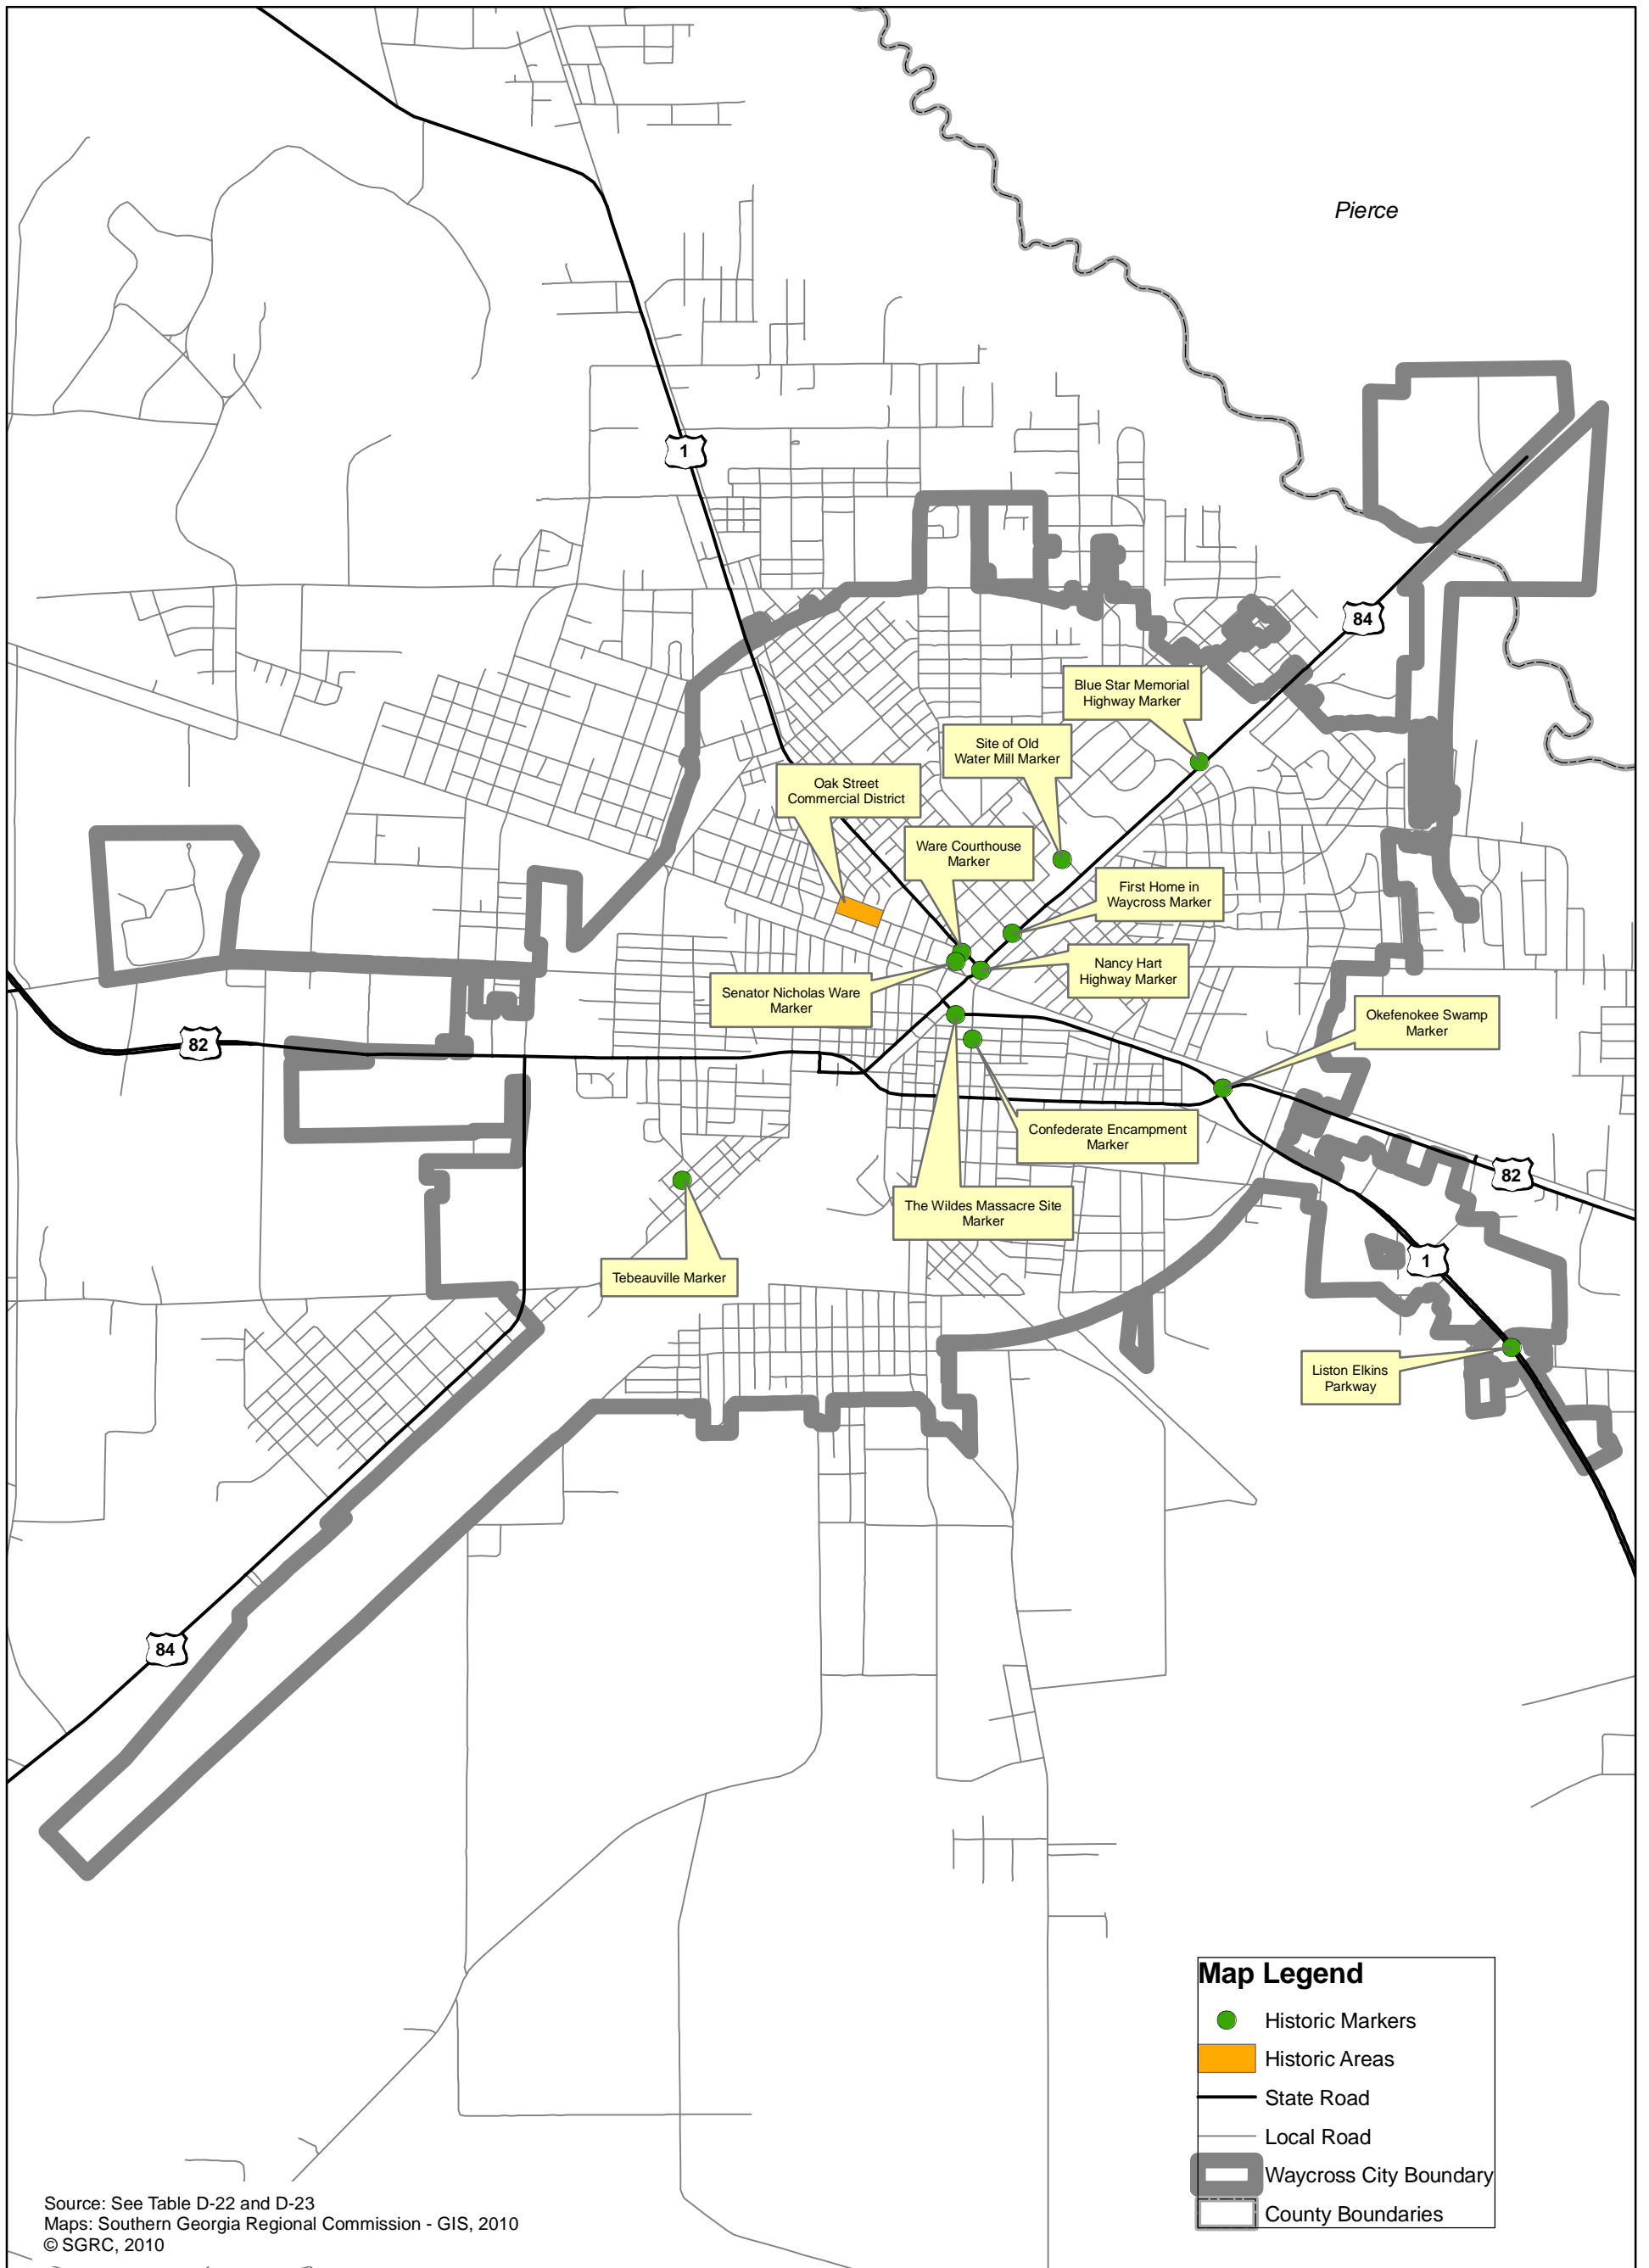 Pierce
1
84
Blue Star Memorial
Highway Marker
Site of Old
Water Mill Marker
Oak Street
Commercial District
Ware Courthouse
Marker
First Home in
Waycross Marker
Nancy Hart
Highway Marker
Senator Nicholas Ware
Marker
Okefenokee Swamp
Marker
82
Confederate Encampment
Marker
82
The Wildes Massacre Site
Marker
1
Tebeauville Marker
Liston Elkins
Parkway
84
Map Legend
Historic Markers
Historic Areas
State Road
Local Road
Waycross City Boundary
County Boundaries
Source: See Table D-22 and D-23
Maps: Southern Georgia Regional Commission - GIS, 2010
© SGRC, 2010